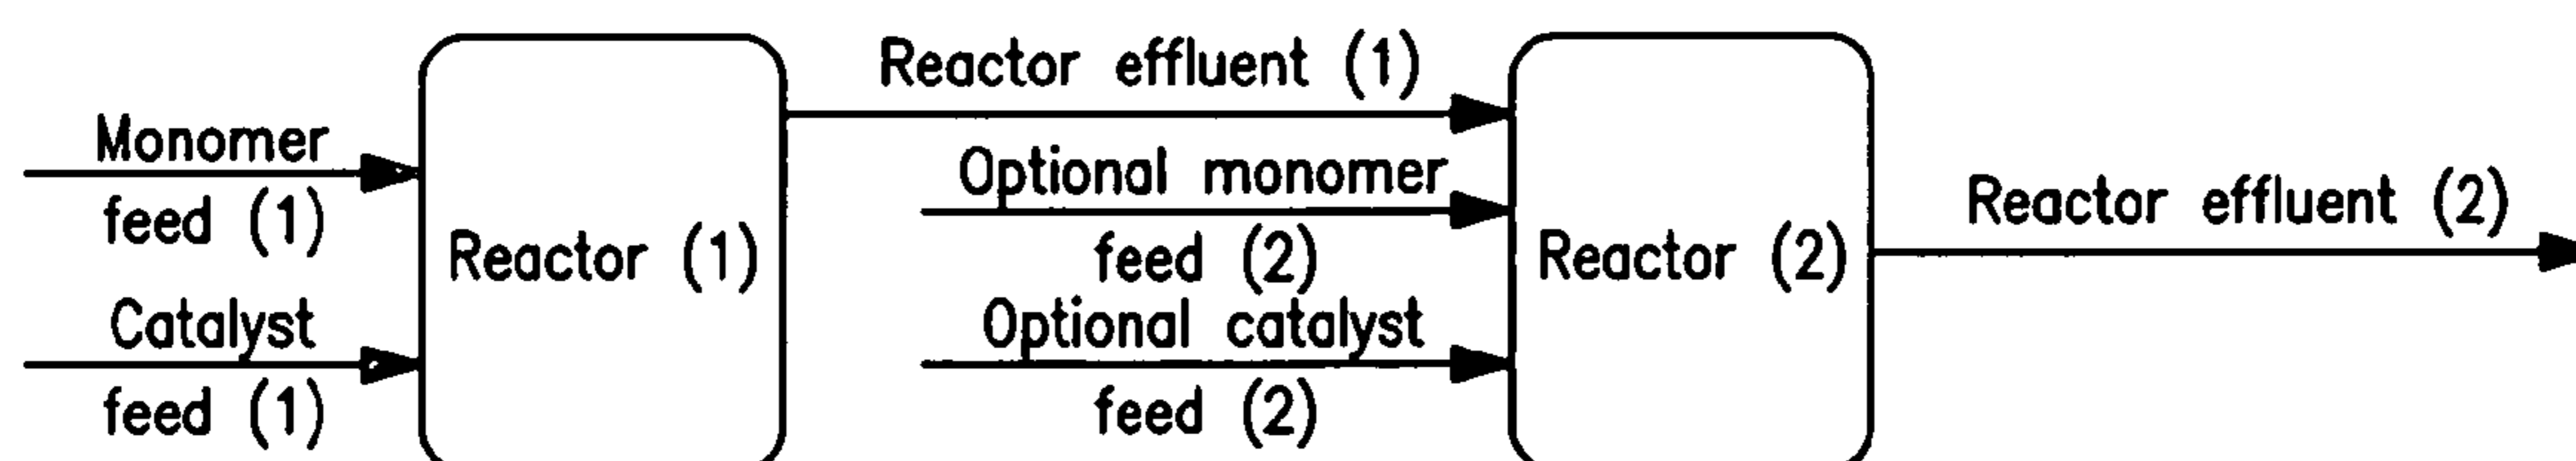 Monomer
feed (1)
Catalyst
feed (1)
Reactor (1)
Reactor effluent (1)
Optional monomer
feed (2)
Optional catalyst
feed (2)
Reactor (2)
Reactor effluent (2)